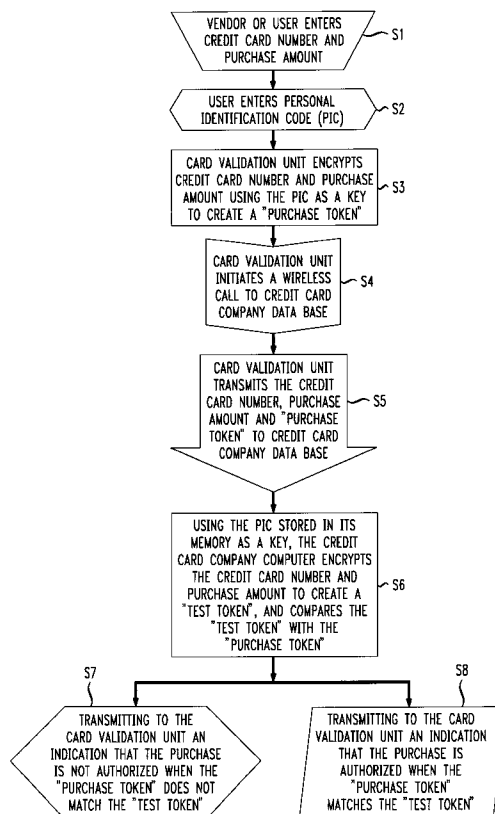 VENDOR OR USER ENTERS
CREDIT CARD NUMBER AND
PURCHASE AMOUNT
S1
USER ENTERS PERSONAL
IDENTIFICATION CODE (PIC)
S2
CARD VALIDATION UNIT ENCRYPTS
CREDIT CARD NUMBER AND PURCHASE
AMOUNT USING THE PIC AS A KEY
TO CREATE A "PURCHASE TOKEN"
S3
CARD VALIDATION UNIT
INITIATES A WIRELESS
CALL TO CREDIT CARD
COMPANY DATA BASE
S4
CARD VALIDATION UNIT
TRANSMITS THE CREDIT
CARD NUMBER, PURCHASE
AMOUNT AND "PURCHASE
TOKEN" TO CREDIT CARD
COMPANY DATA BASE
S5
USING THE PIC STORED IN ITS
MEMORY AS A KEY, THE CREDIT
CARD COMPANY COMPUTER ENCRYPTS
THE CREDIT CARD NUMBER AND
PURCHASE AMOUNT TO CREATE A
"TEST TOKEN", AND COMPARES THE
"TEST TOKEN" WITH THE
"PURCHASE TOKEN"
S6
S7
TRANSMITTING TO THE
CARD VALIDATION UNIT AN
INDICATION THAT THE PURCHASE
IS NOT AUTHORIZED WHEN THE
"PURCHASE TOKEN" DOES NOT
MATCH THE "TEST TOKEN"
S8
TRANSMITTING TO THE CARD
VALIDATION UNIT AN INDICATION
THAT THE PURCHASE IS
AUTHORIZED WHEN THE
"PURCHASE TOKEN"
MATCHES THE "TEST TOKEN"